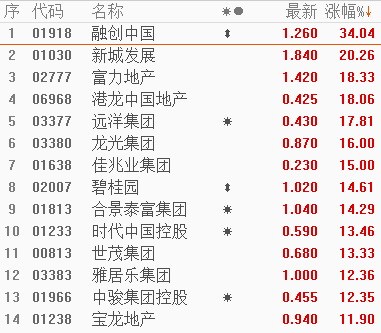 序 代码 名称 ✷● 最新 涨幅%↓
1 01918 融创中国 ⬍ 1.260 34.04
2 01030 新城发展 1.840 20.26
3 02777 富力地产 1.420 18.33
4 06968 港龙中国地产 0.425 18.06
5 03377 远洋集团 ✷ 0.430 17.81
6 03380 龙光集团 0.870 16.00
7 01638 佳兆业集团 0.230 15.00
8 02007 碧桂园 ⬍ 1.020 14.61
9 01813 合景泰富集团 ✷ 1.040 14.29
10 01233 时代中国控股 ✷ 0.590 13.46
11 00813 世茂集团 0.680 13.33
12 03383 雅居乐集团 1.000 12.36
13 01966 中骏集团控股 ✷ 0.455 12.35
14 01238 宝龙地产 0.940 11.90